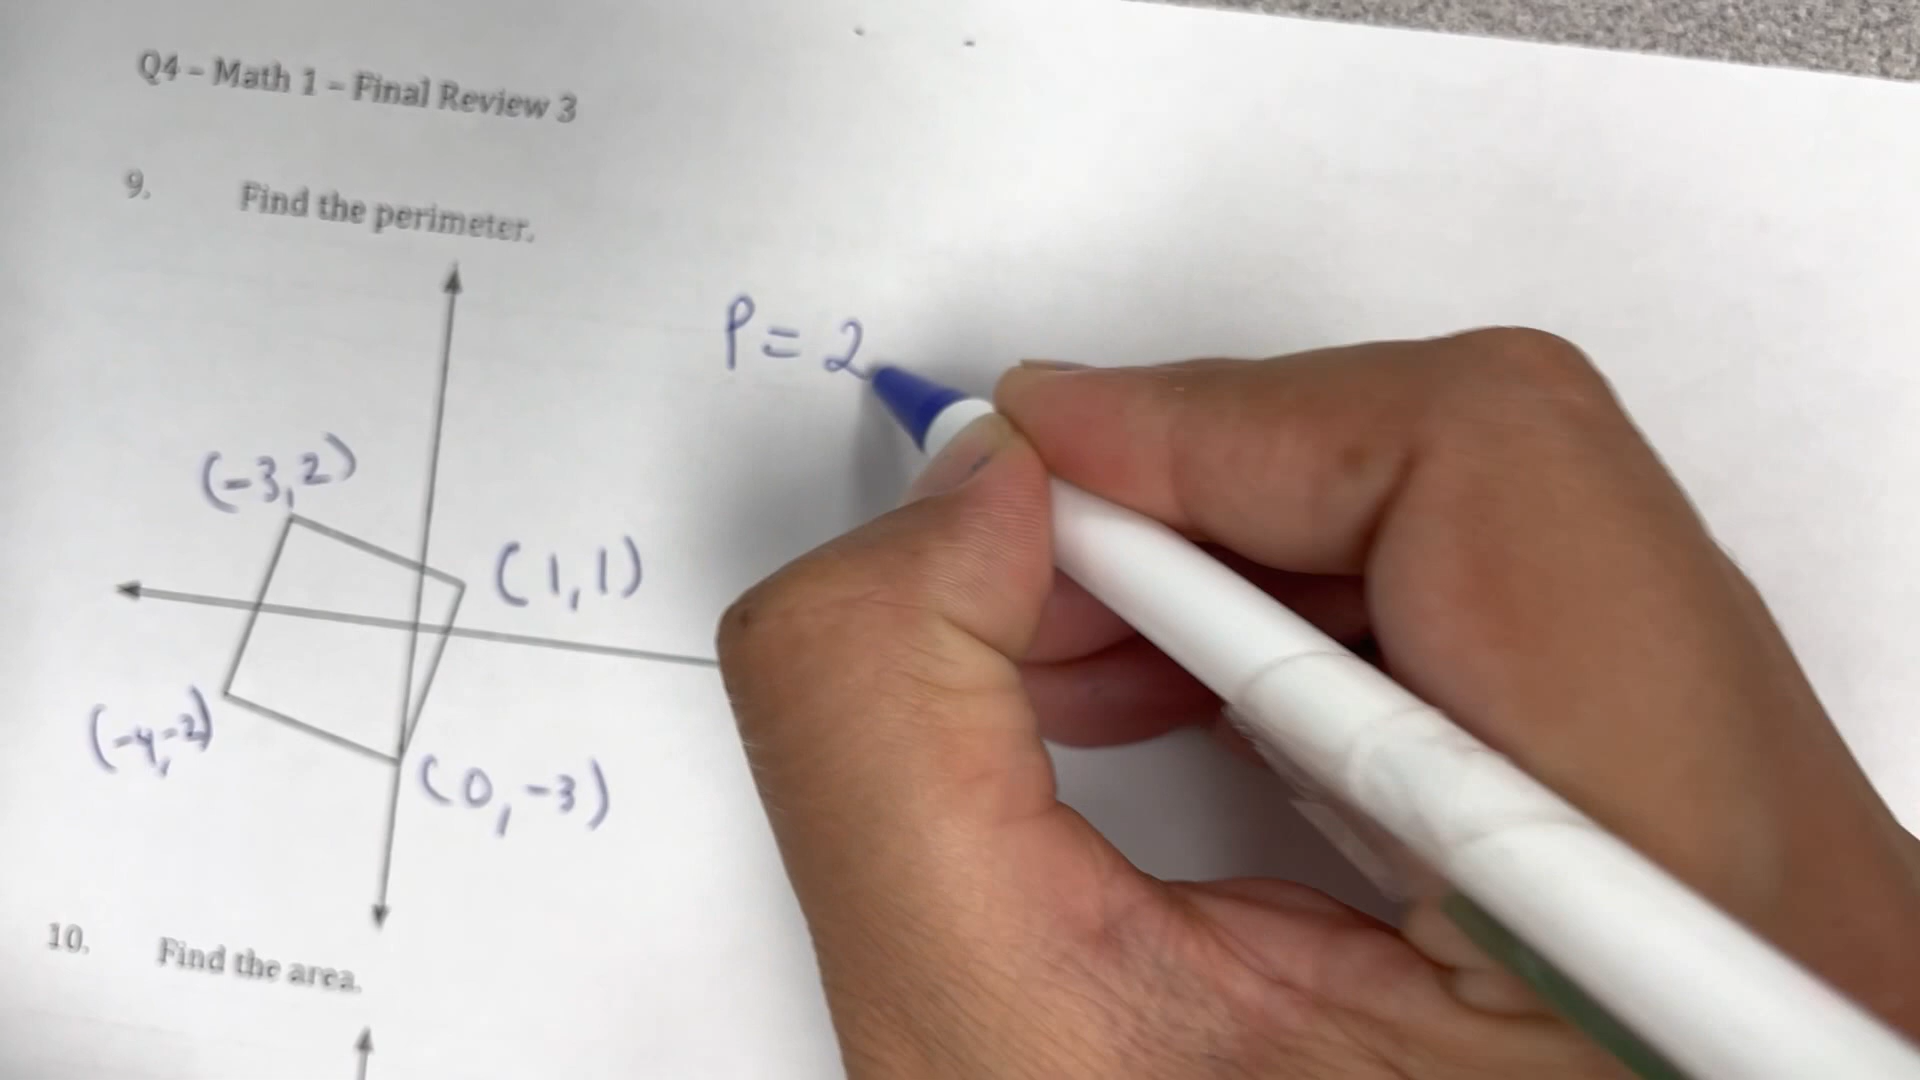 Q4 – Math 1 – Final Review 3
9. Find the perimeter.
P = 2
(-3,2)
(1,1)
(-4,-2)
(0,-3)
10. Find the area.